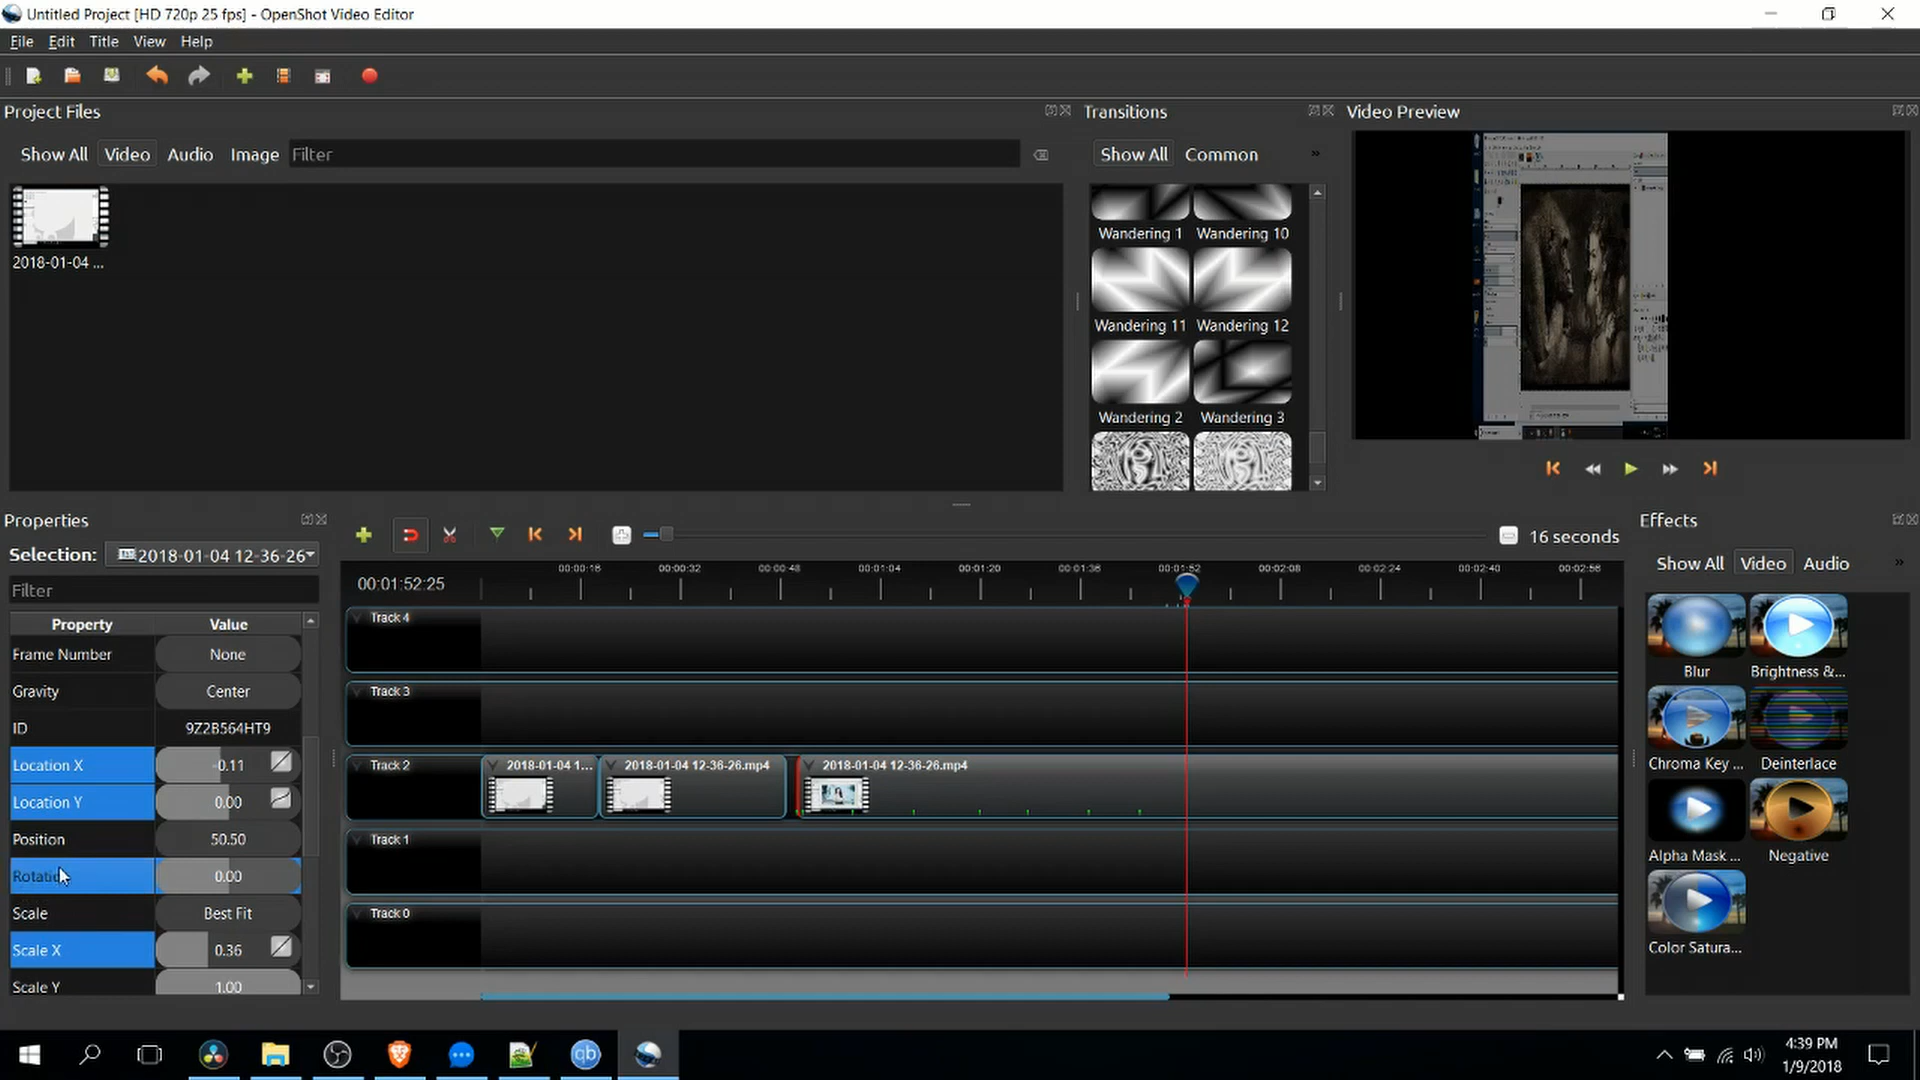 Untitled Project [HD 720p 25 fps] - OpenShot Video Editor
File Edit Title View Help
Project Files
Transitions
Video Preview
Show All Video Audio Image Filter
Show All Common »
2018-01-04 ...
Wandering 1 Wandering 10
Wandering 11 Wandering 12
Wandering 2 Wandering 3
Properties
Selection: 2018-01-04 12-36-26
Filter
Property Value
Frame Number None
Gravity Center
ID 9Z2B564HT9
Location X -0.11
Location Y 0.00
Position 50.50
Rotation 0.00
Scale Best Fit
Scale X 0.36
Scale Y 1.00
16 seconds
00:01:52:25
00:00:16 00:00:32 00:00:48 00:01:04 00:01:20 00:01:36 00:01:52 00:02:08 00:02:24 00:02:40 00:02:56
Track 4
Track 3
Track 2
2018-01-04 1... 2018-01-04 12-36-26.mp4 2018-01-04 12-36-26.mp4
Track 1
Track 0
Effects
Show All Video Audio »
Blur Brightness &...
Chroma Key ... Deinterlace
Alpha Mask ... Negative
Color Satura...
qb
4:39 PM
1/9/2018